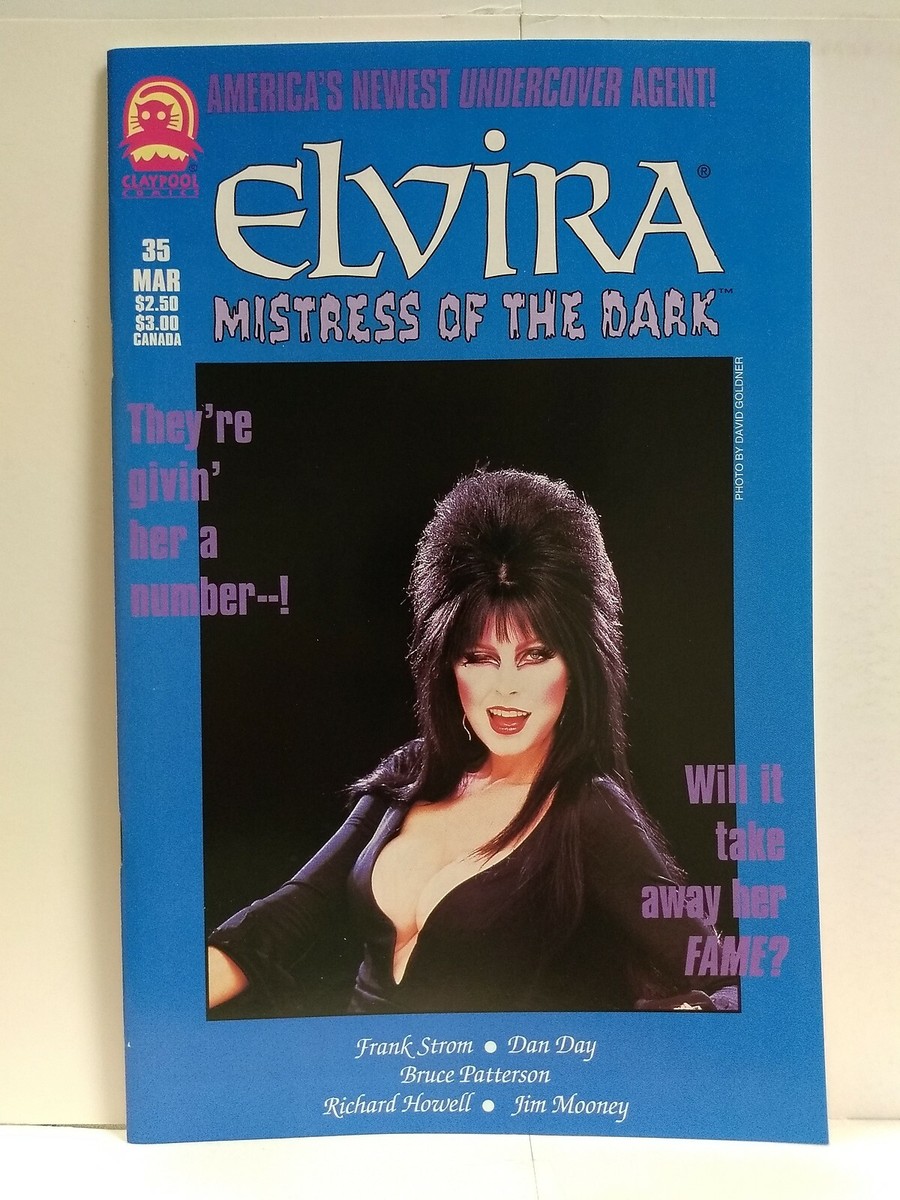 AMERICA'S NEWEST UNDERCOVER AGENT!
CLAYPOOL
COMICS
ELVIRA®
MISTRESS OF THE DARK™
35
MAR
$2.50
$3.00
CANADA
PHOTO BY DAVID GOLDNER
They're
givin'
her a
number--!
Will it
take
away her
FAME?
Frank Strom • Dan Day
Bruce Patterson
Richard Howell • Jim Mooney